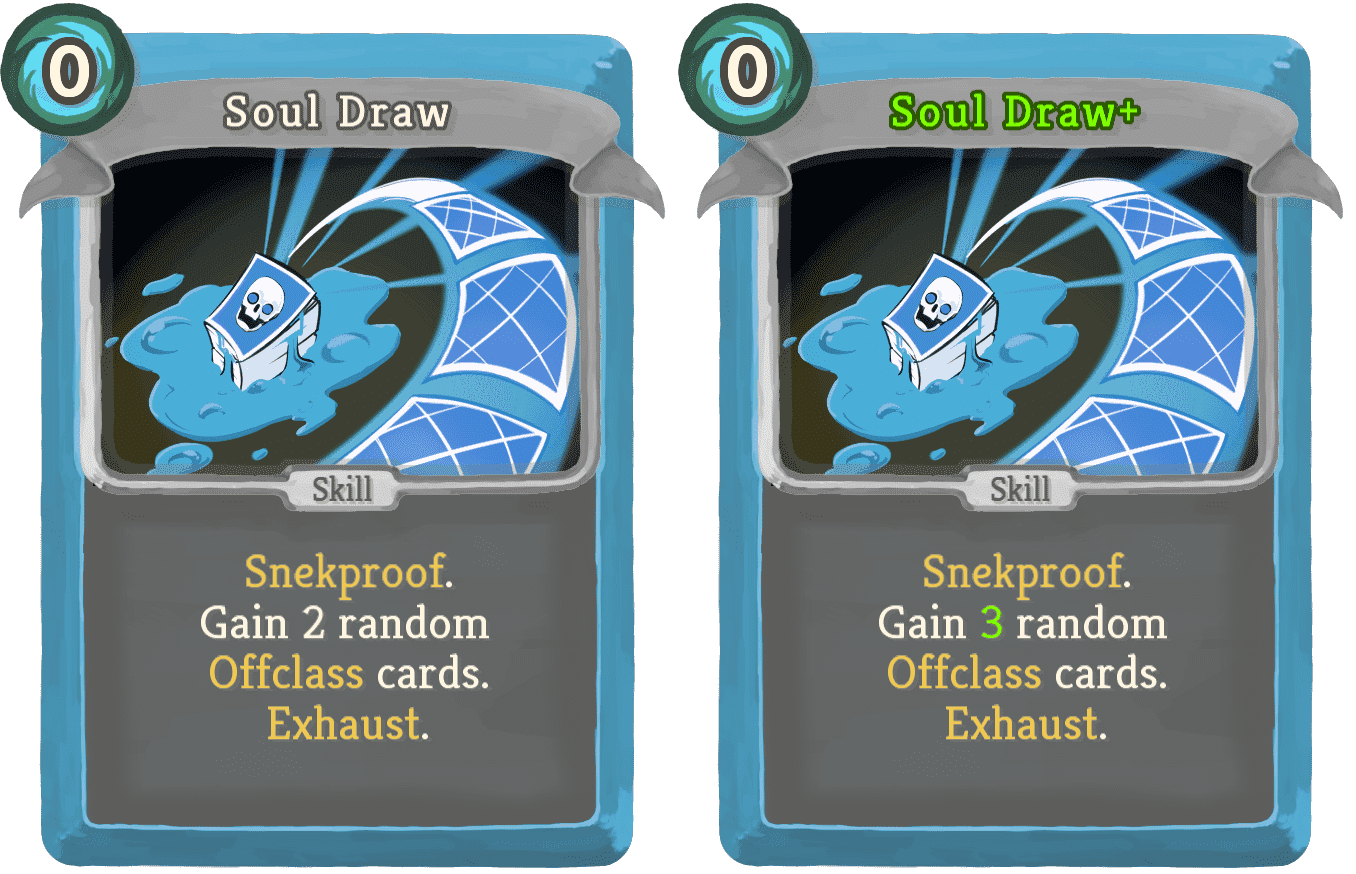 0
Soul Draw
Skill
Snekproof.
Gain 2 random
Offclass cards.
Exhaust.
0
Soul Draw+
Skill
Snekproof.
Gain 3 random
Offclass cards.
Exhaust.